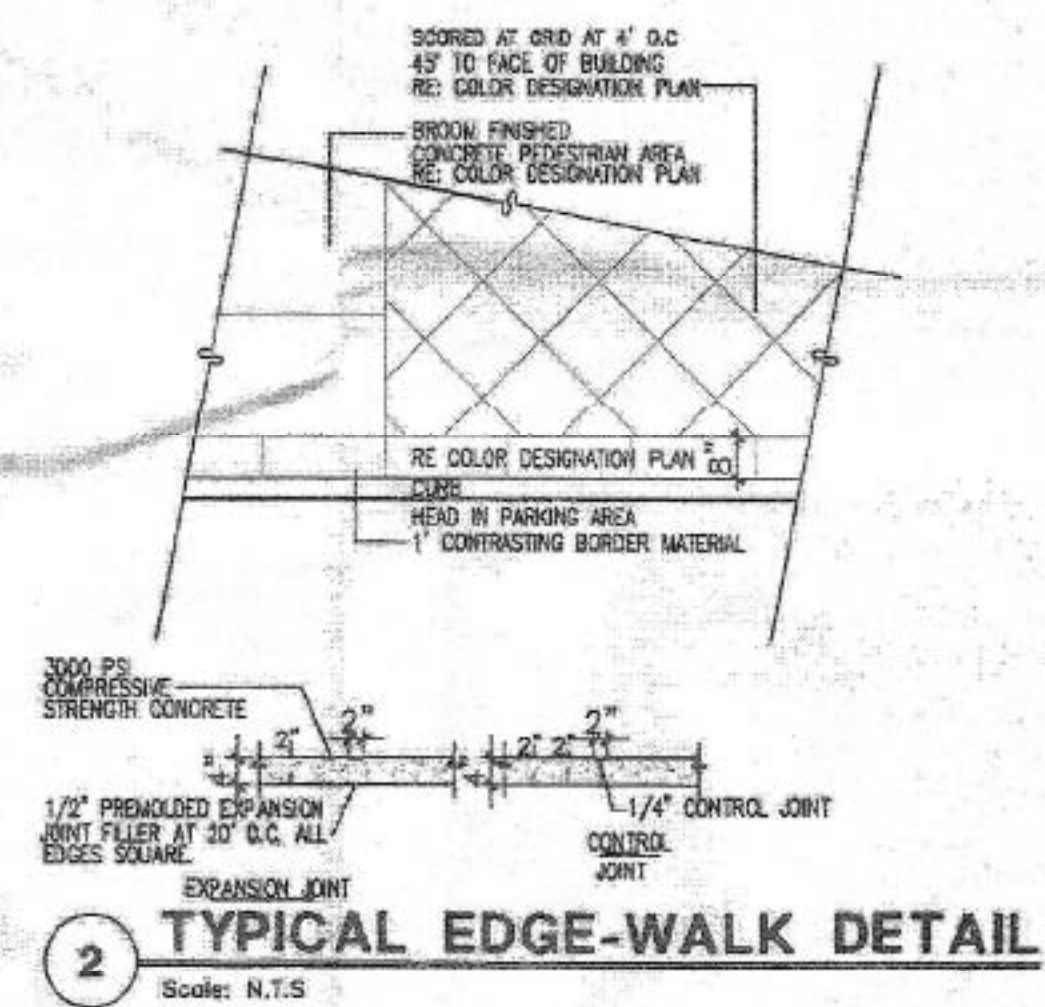 SCORED AT GRID AT 4' O.C
45° TO FACE OF BUILDING
RE: COLOR DESIGNATION PLAN
BROOM FINISHED
CONCRETE PEDESTRIAN AREA
RE: COLOR DESIGNATION PLAN
RE COLOR DESIGNATION PLAN
8"
CURB
HEAD IN PARKING AREA
1' CONTRASTING BORDER MATERIAL
3000 PSI
COMPRESSIVE
STRENGTH CONCRETE
2"
2"
4"
2"
2" 2"
4"
1/2" PREMOLDED EXPANSION
JOINT FILLER AT 20' O.C. ALL
EDGES SQUARE.
1/4" CONTROL JOINT
CONTROL
JOINT
EXPANSION JOINT
2
TYPICAL EDGE-WALK DETAIL
Scale: N.T.S